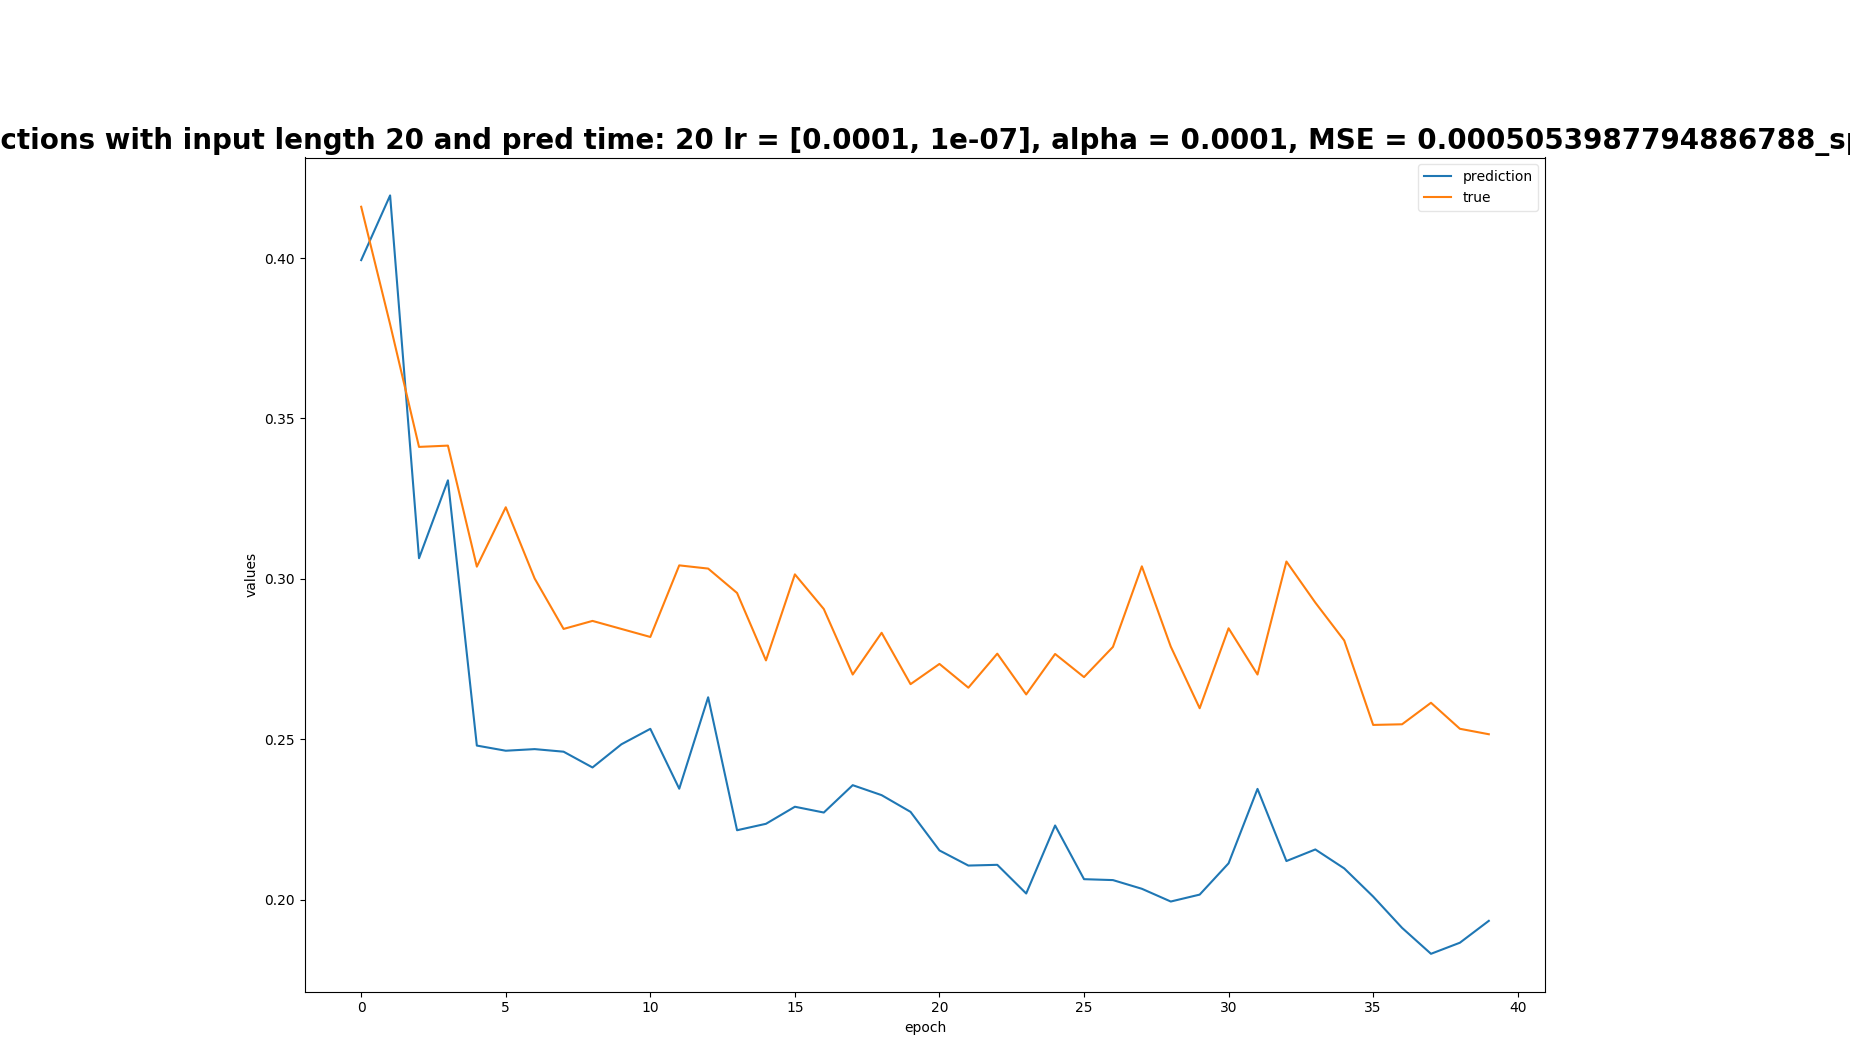 ctions with input length 20 and pred time: 20 lr = [0.0001, 1e-07], alpha = 0.0001, MSE = 0.0005053987794886788_sp
prediction
true
0.40
0.35
0.30
0.25
0.20
values
0 5 10 15 20 25 30 35 40
epoch